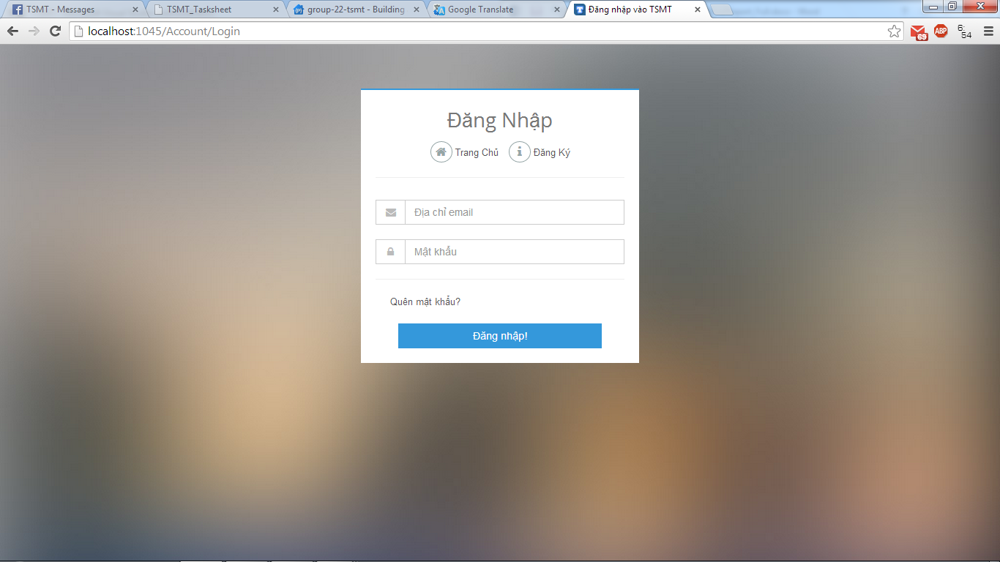 TSMT - Messages
TSMT_Tasksheet
group-22-tsmt - Building
Google Translate
Đăng nhập vào TSMT
localhost:1045/Account/Login
69
ABP
6:
54
Đăng Nhập
Trang Chủ
Đăng Ký
Địa chỉ email
Mật khẩu
Quên mật khẩu?
Đăng nhập!